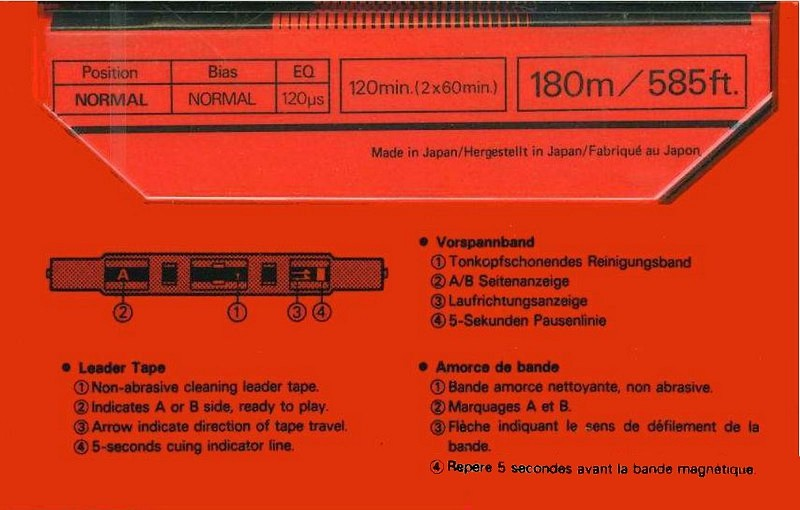 Position Bias EQ
NORMAL NORMAL 120µs
120min.(2x60min.)
180m/585ft.
Made in Japan/Hergestellt in Japan/Fabriqué au Japon
A
② ① ③ ④
● Vorspannband
① Tonkopfschonendes Reinigungsband
② A/B Seitenanzeige
③ Laufrichtungsanzeige
④ 5-Sekunden Pausenlinie
● Leader Tape
① Non-abrasive cleaning leader tape.
② Indicates A or B side, ready to play.
③ Arrow indicate direction of tape travel.
④ 5-seconds cuing indicator line.
● Amorce de bande
① Bande amorce nettoyante, non abrasive.
② Marquages A et B.
③ Flèche indiquant le sens de défilement de la
bande.
④ Repere 5 secondes avant la bande magnétique.